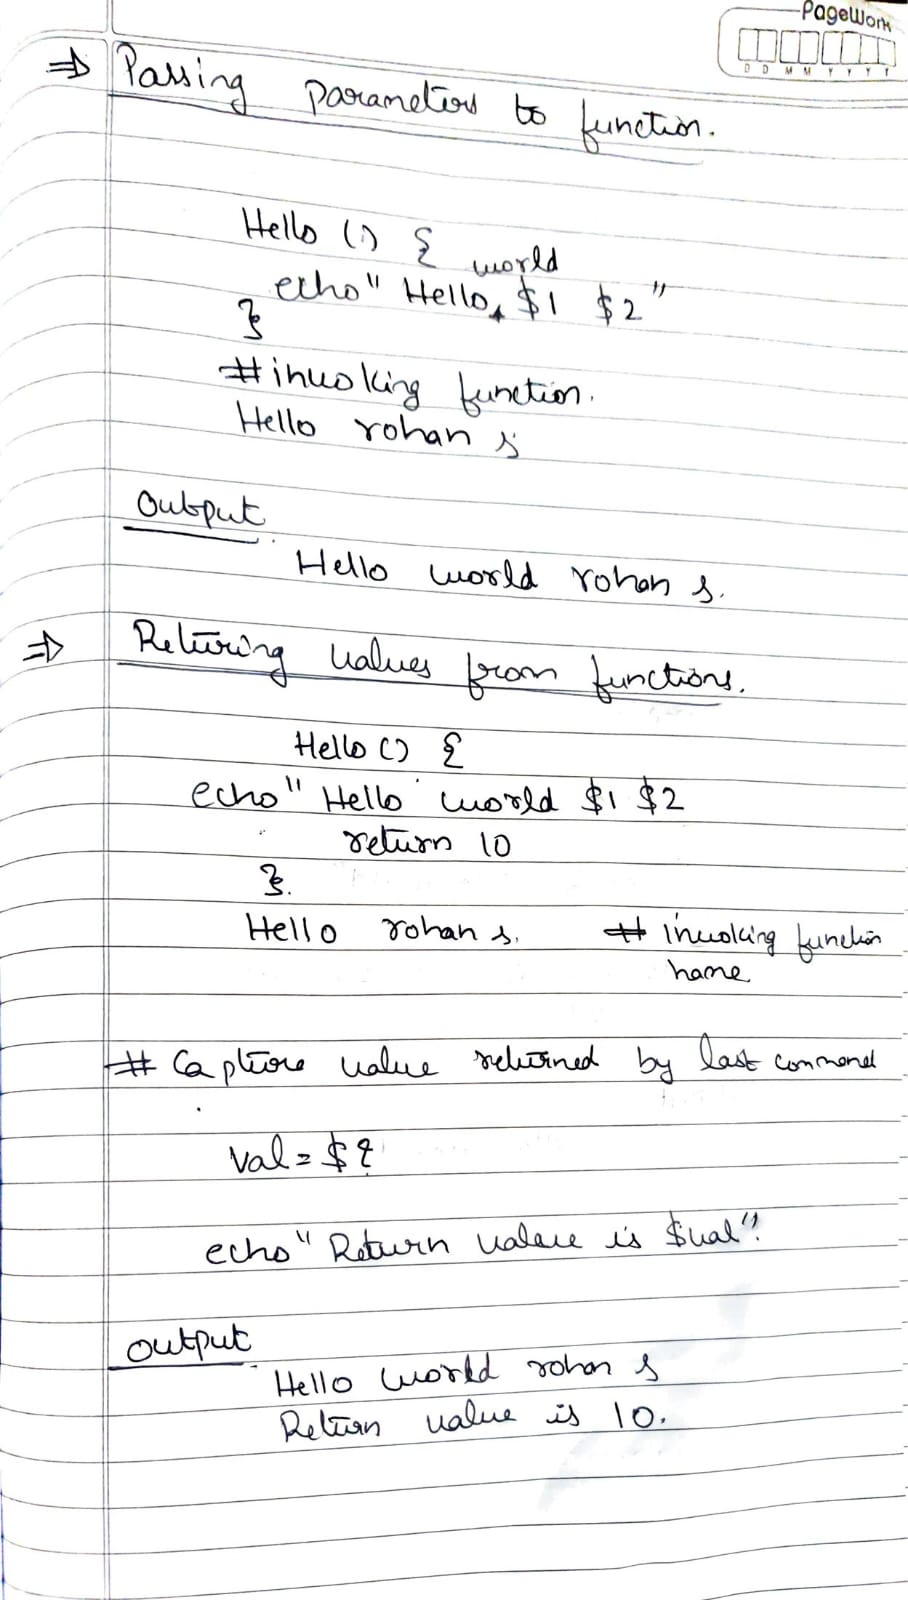 PageWork
D D M M Y Y Y Y
⇒ Passing parameters to function.
Hello () {
world
echo " Hello, $1 $2 "
}
# invoking function.
Hello rohan s
Output
Hello world rohan s.
⇒ Returing values from functions.
Hello () {
echo " Hello world $1 $2
return 10
}.
Hello rohan s. # invoking function
name
# Capture value returned by last command
Val = $?
echo " Return value is $val ".
Output
Hello world rohan s
Return value is 10.